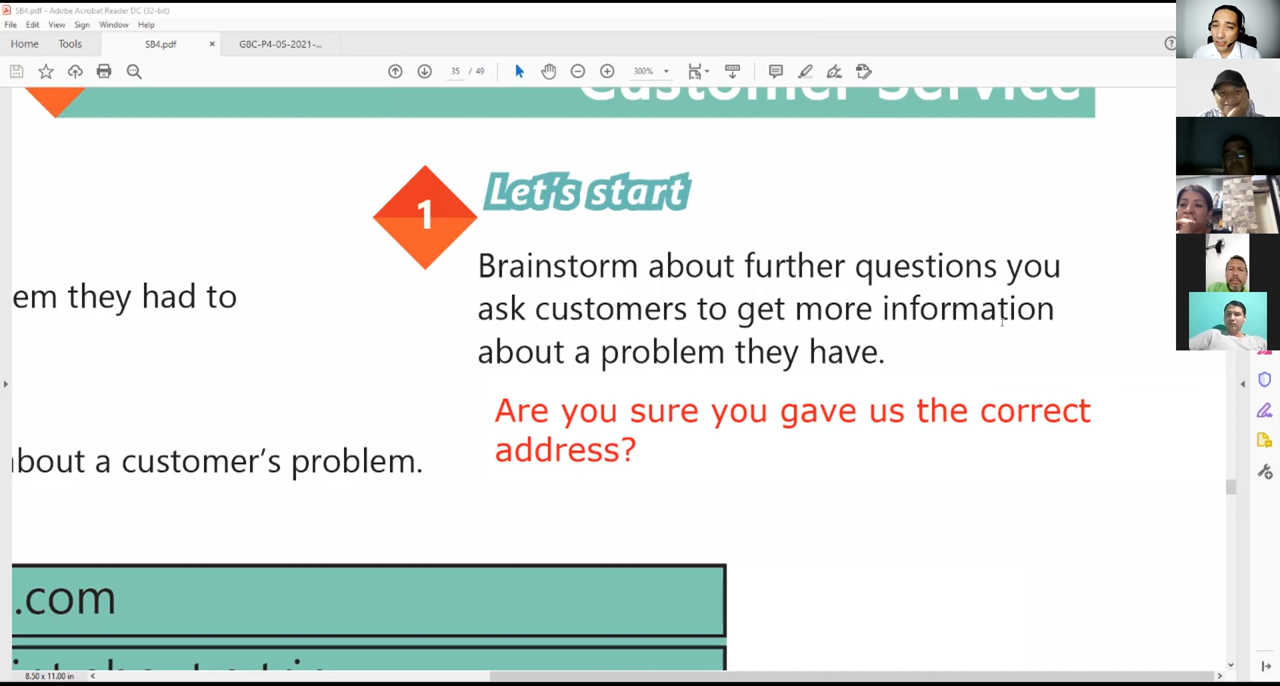 SB4.pdf - Adobe Acrobat Reader DC (32-bit)
File Edit View Sign Window Help
Home Tools SB4.pdf × GBC-P4-05-2021-...
35 / 49 300%
Customer Service
1 Let's start
Brainstorm about further questions you
ask customers to get more information
about a problem they have.
Are you sure you gave us the correct
address?
em they had to
about a customer's problem.
.com
8.50 x 11.00 in